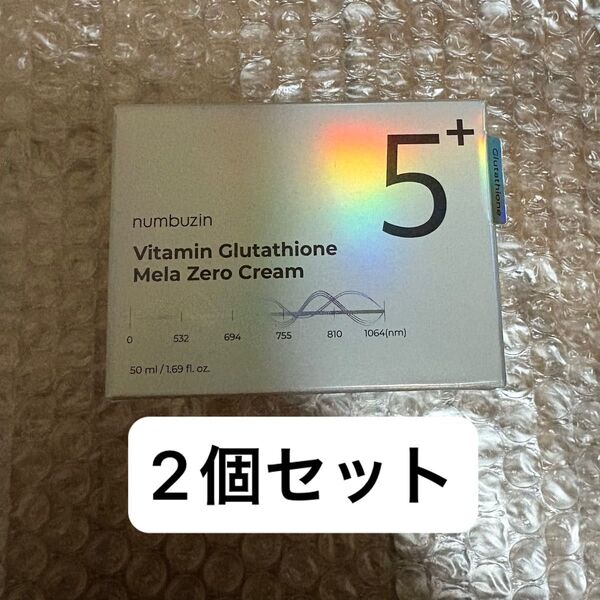 5+
Glutathione
numbuzin
Vitamin Glutathione
Mela Zero Cream
0 532 694 755 810 1064(nm)
50 ml / 1.69 fl. oz.
2個セット